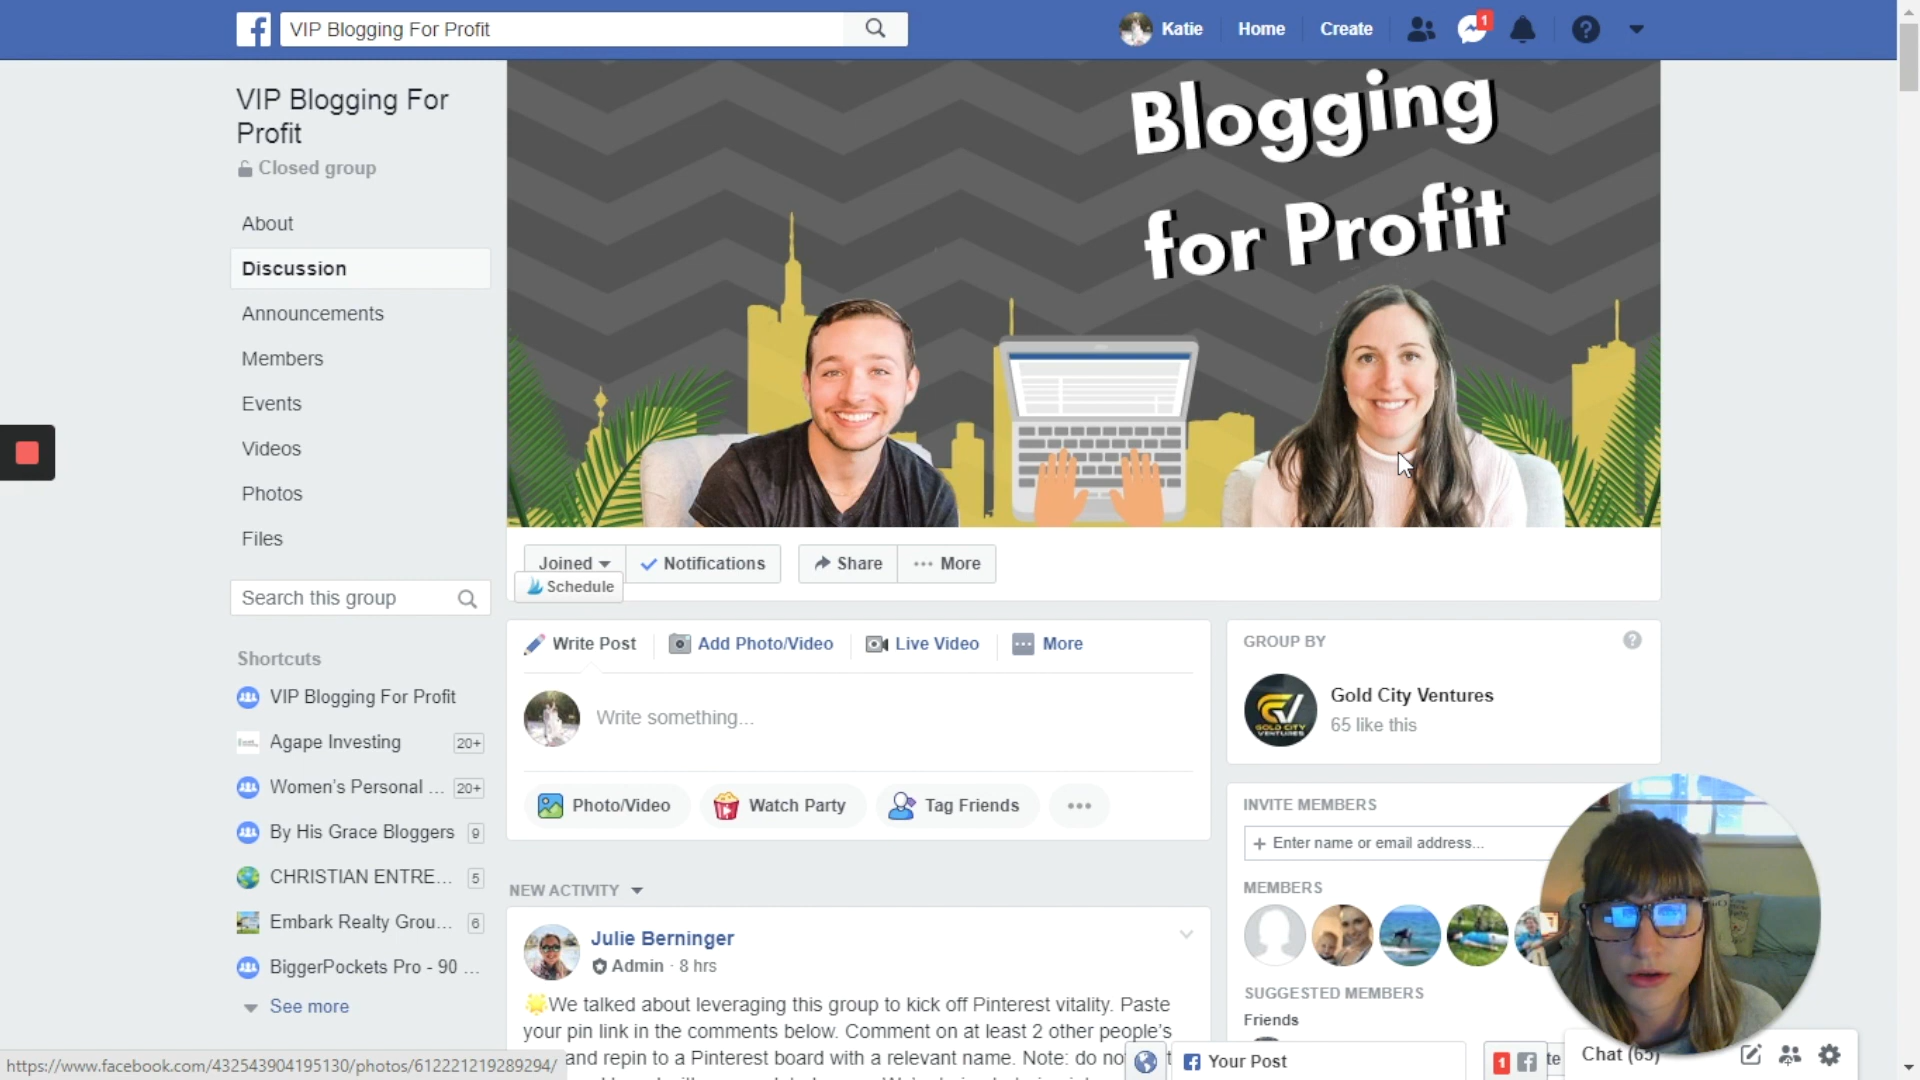 VIP Blogging For Profit
Katie
Home
Create
1
VIP Blogging For
Profit
Closed group
About
Discussion
Announcements
Members
Events
Videos
Photos
Files
Search this group
Shortcuts
VIP Blogging For Profit
Agape Investing 20+
Women's Personal ... 20+
By His Grace Bloggers 9
CHRISTIAN ENTRE... 5
Embark Realty Grou... 6
BiggerPockets Pro - 90 ...
See more
Blogging
for Profit
Joined
Notifications
Share
More
Schedule
Write Post
Add Photo/Video
Live Video
More
Write something...
Photo/Video
Watch Party
Tag Friends
NEW ACTIVITY
Julie Berninger
Admin · 8 hrs
We talked about leveraging this group to kick off Pinterest vitality. Paste
your pin link in the comments below. Comment on at least 2 other people's
and repin to a Pinterest board with a relevant name. Note: do
GROUP BY
GOLD CITY
VENTURES
Gold City Ventures
65 like this
INVITE MEMBERS
+ Enter name or email address...
MEMBERS
SUGGESTED MEMBERS
Friends
https://www.facebook.com/432543904195130/photos/612221219289294/
Your Post
1
Chat (65)